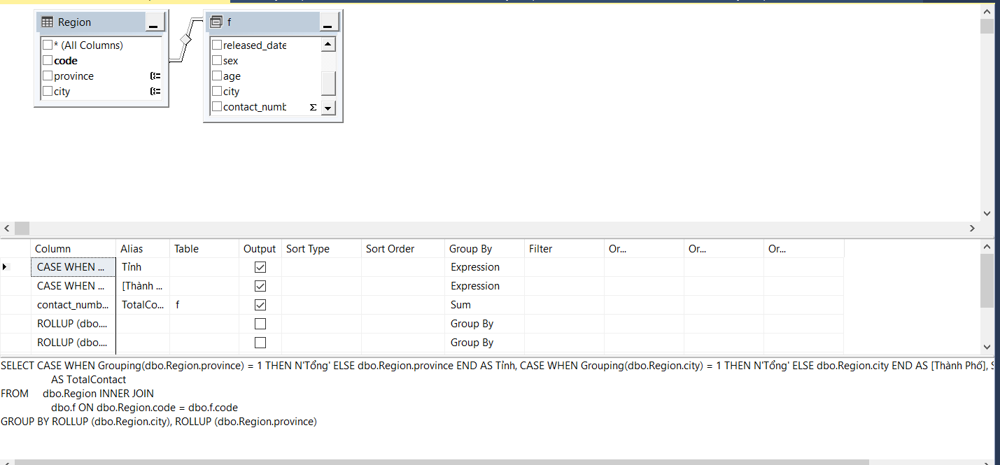 Region
* (All Columns)
code
province
city
f
released_date
sex
age
city
contact_numb
Column Alias Table Output Sort Type Sort Order Group By Filter Or... Or... Or...
CASE WHEN ... Tỉnh Expression
CASE WHEN ... [Thành ... Expression
contact_numb... TotalCo... f Sum
ROLLUP (dbo.... Group By
ROLLUP (dbo.... Group By
SELECT CASE WHEN Grouping(dbo.Region.province) = 1 THEN N'Tổng' ELSE dbo.Region.province END AS Tỉnh, CASE WHEN Grouping(dbo.Region.city) = 1 THEN N'Tổng' ELSE dbo.Region.city END AS [Thành Phố], S
AS TotalContact
FROM dbo.Region INNER JOIN
dbo.f ON dbo.Region.code = dbo.f.code
GROUP BY ROLLUP (dbo.Region.city), ROLLUP (dbo.Region.province)